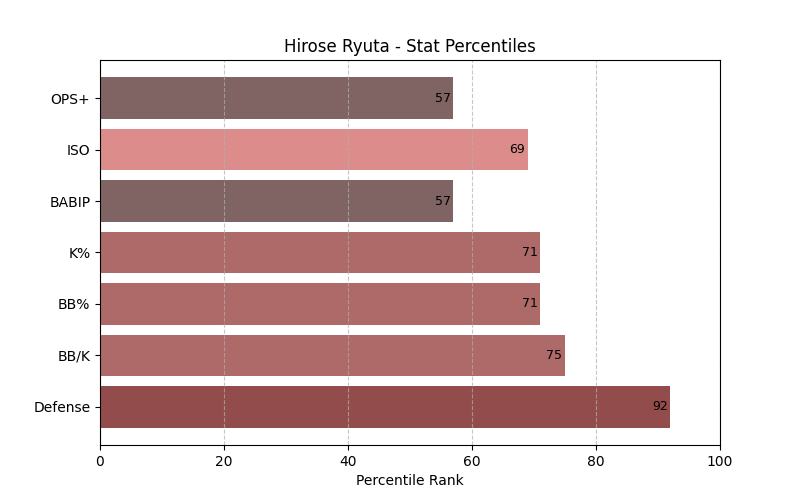 Hirose Ryuta - Stat Percentiles
OPS+ 57
ISO 69
BABIP 57
K% 71
BB% 71
BB/K 75
Defense 92
0 20 40 60 80 100
Percentile Rank